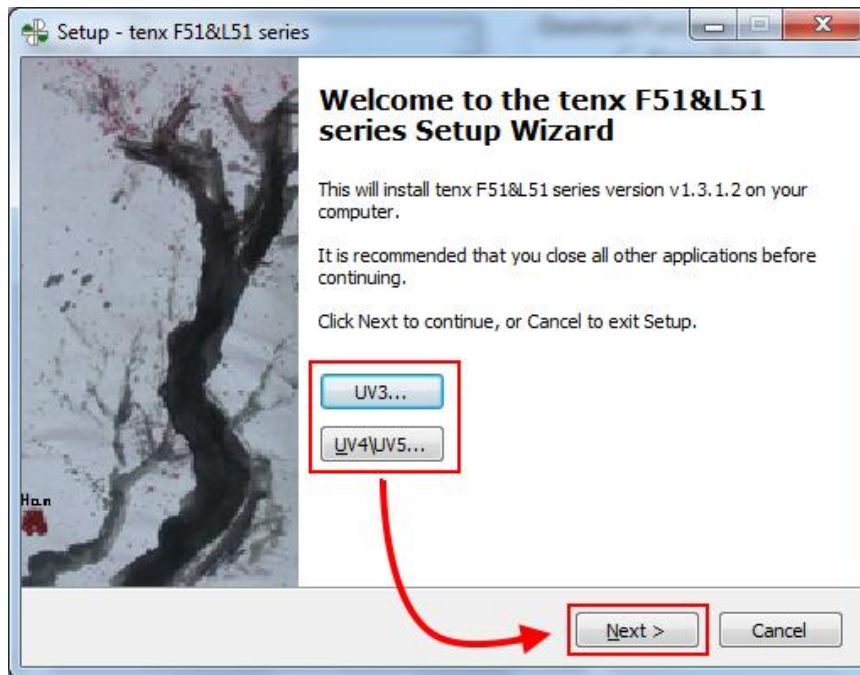 Setup - tenx F51&L51 series
Welcome to the tenx F51&L51
series Setup Wizard
This will install tenx F51&L51 series version v1.3.1.2 on your
computer.
It is recommended that you close all other applications before
continuing.
Click Next to continue, or Cancel to exit Setup.
UV3...
UV4\UV5...
Han
Next >
Cancel